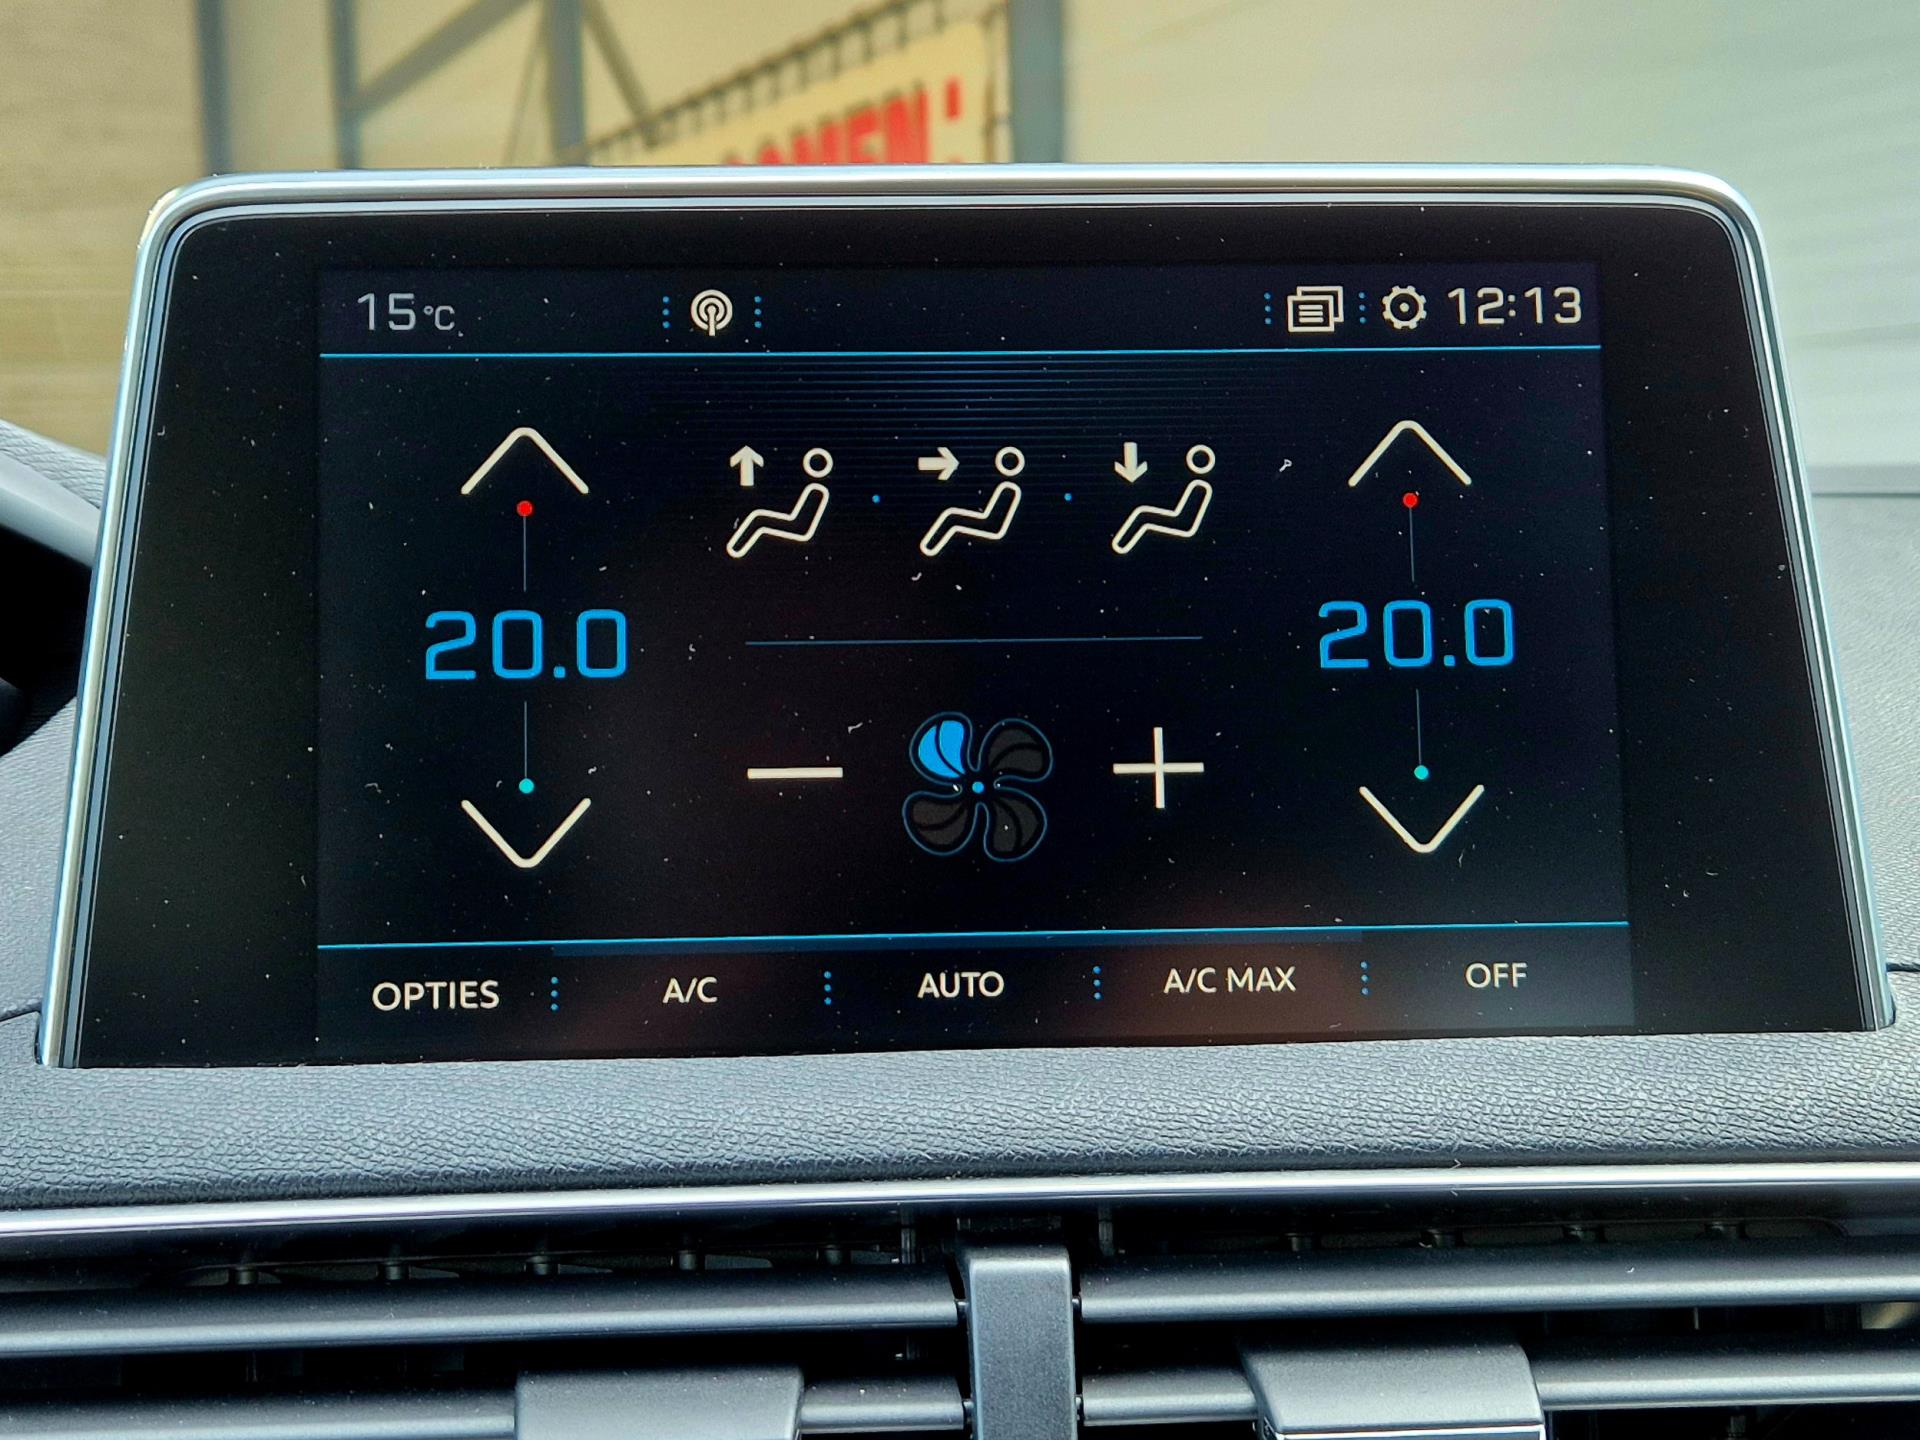 15°C 12:13
20.0 20.0
OPTIES A/C AUTO A/C MAX OFF